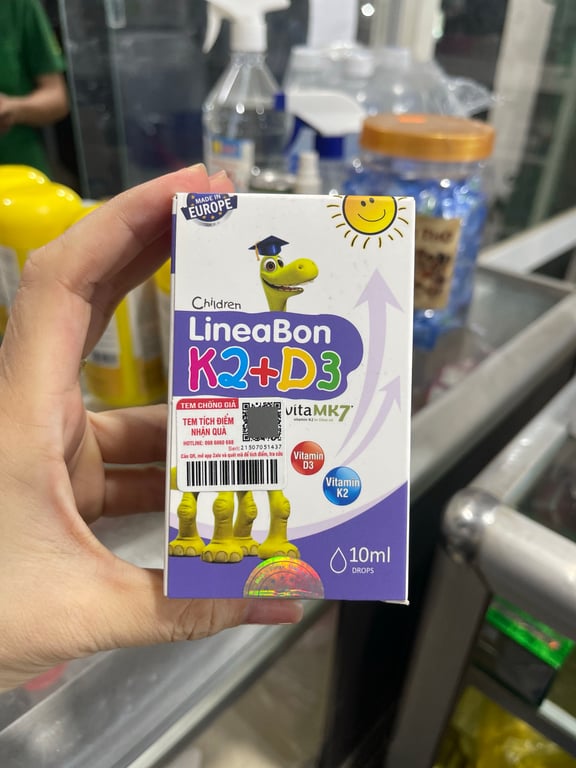 MADE IN
EUROPE
Children
LineaBon
K2+D3
TEM CHỐNG GIẢ
TEM TÍCH ĐIỂM
NHẬN QUÀ
vitaMK7
Vitamin
D3
Vitamin
K2
10ml
DROPS